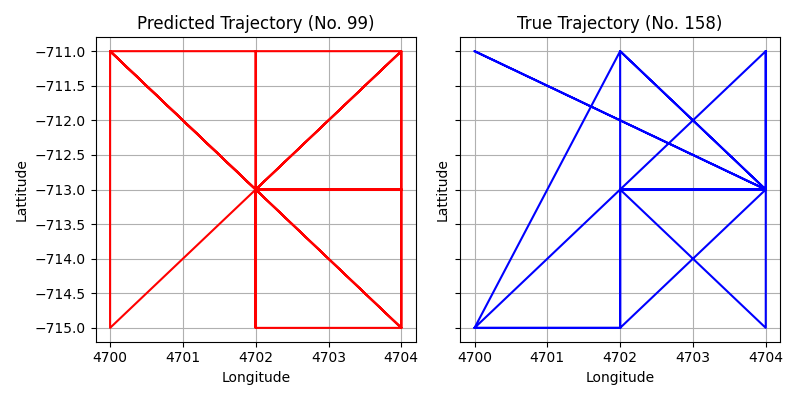 Predicted Trajectory (No. 99)
True Trajectory (No. 158)
Lattitude
−711.0
−711.5
−712.0
−712.5
−713.0
−713.5
−714.0
−714.5
−715.0
4700 4701 4702 4703 4704
Longitude
Lattitude
4700 4701 4702 4703 4704
Longitude